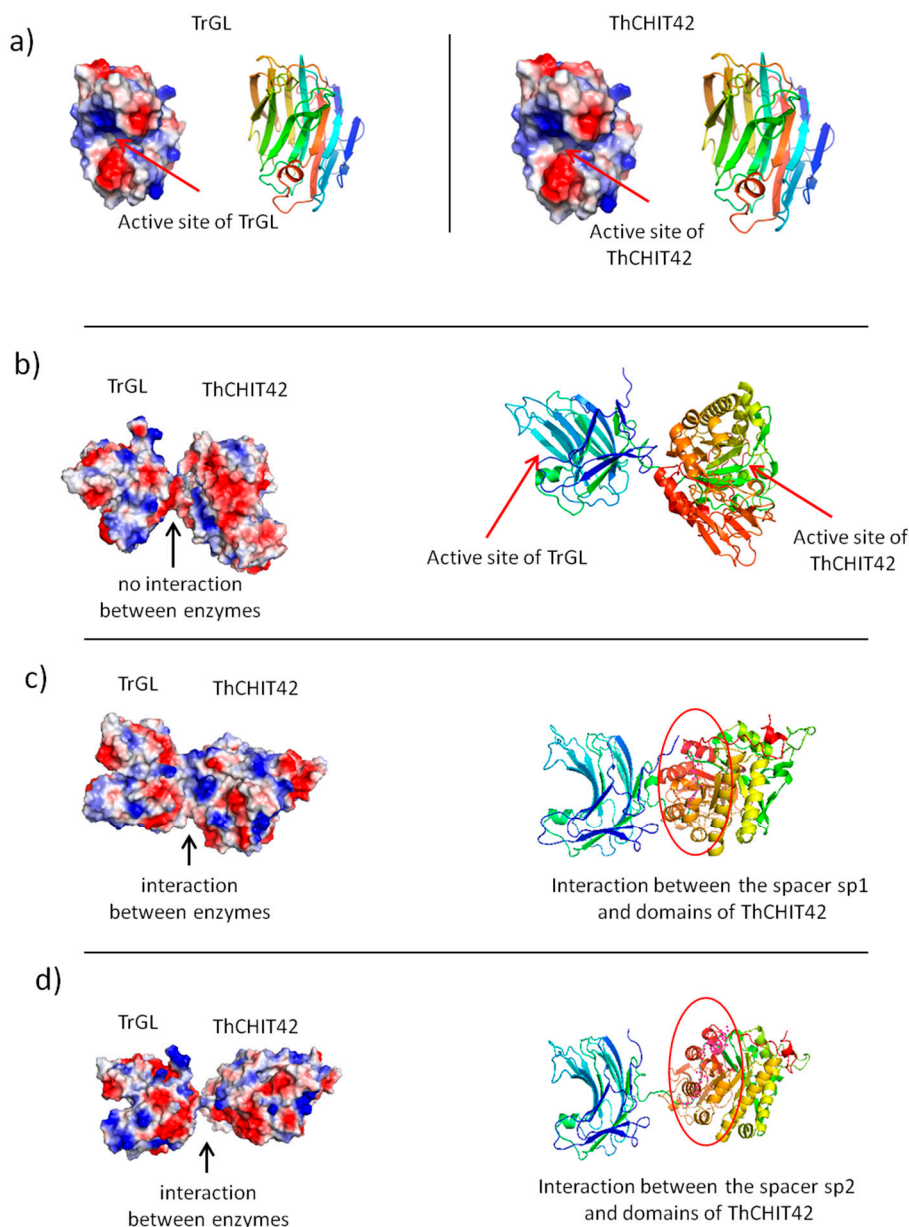 a)
TrGL
ThCHIT42
Active site of TrGL
Active site of
ThCHIT42
b)
TrGL
ThCHIT42
no interaction
between enzymes
Active site of TrGL
Active site of
ThCHIT42
c)
TrGL
ThCHIT42
interaction
between enzymes
Interaction between the spacer sp1
and domains of ThCHIT42
d)
TrGL
ThCHIT42
interaction
between enzymes
Interaction between the spacer sp2
and domains of ThCHIT42